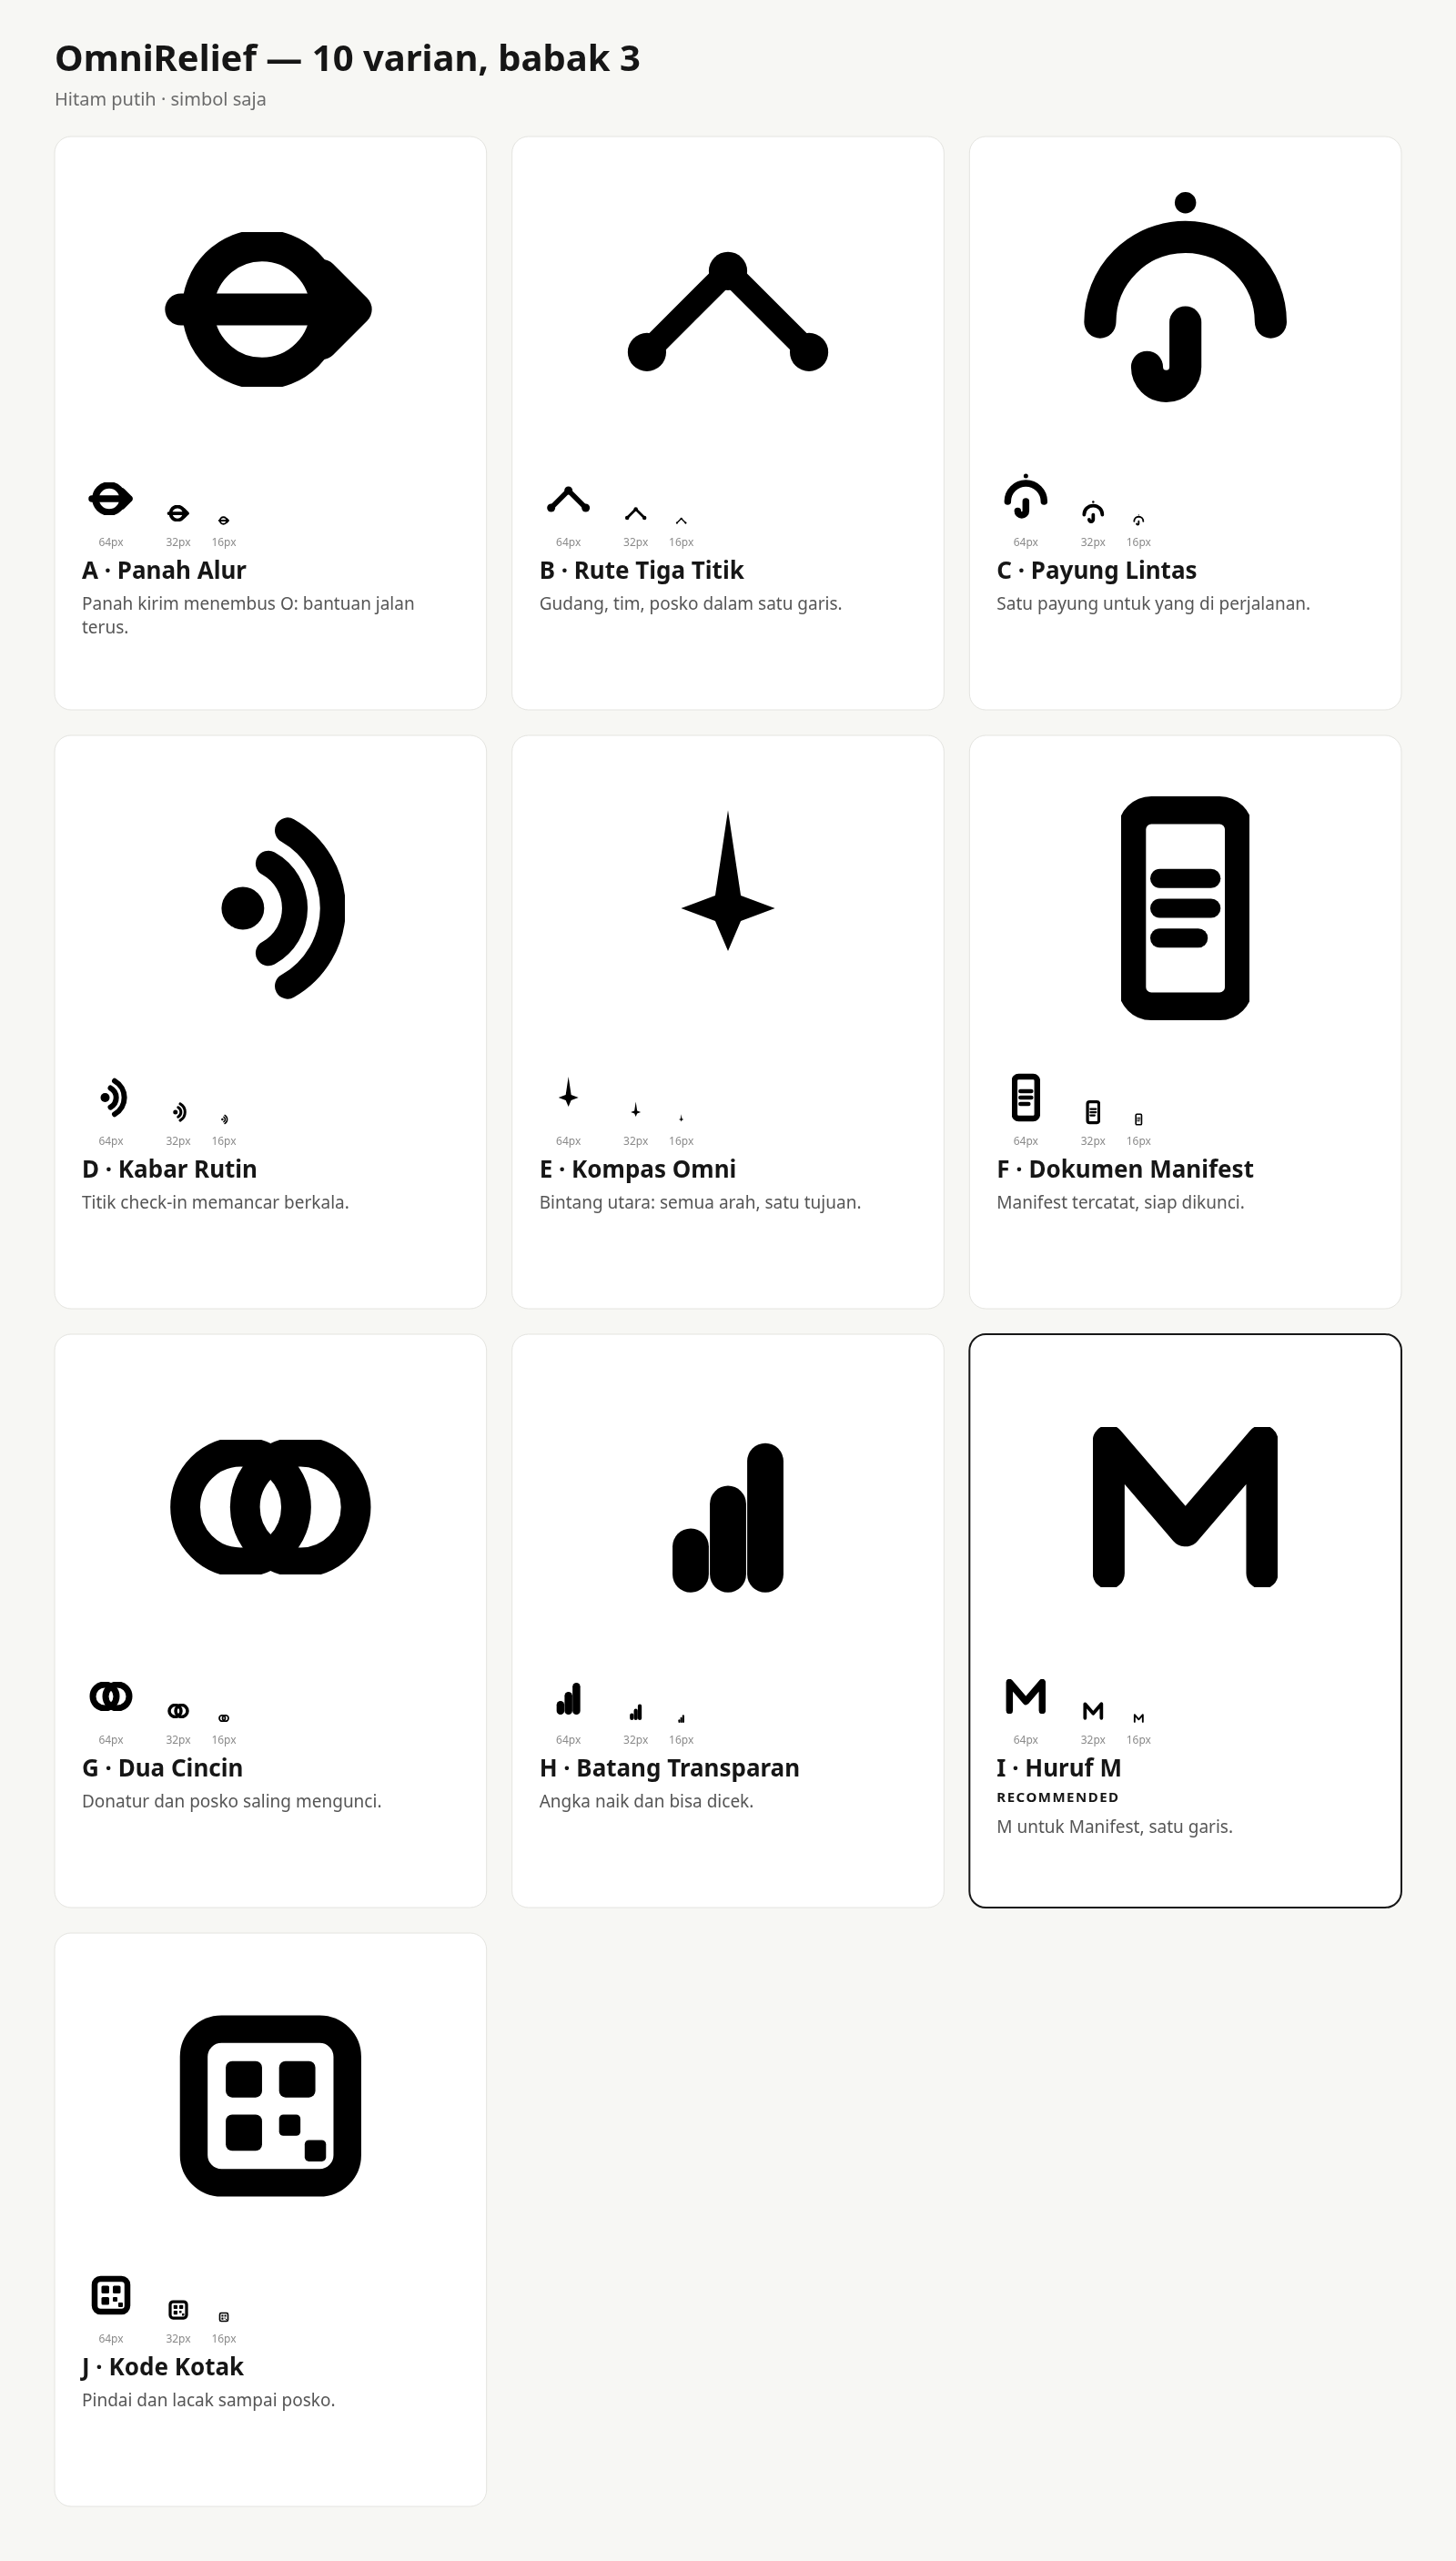 OmniRelief — 10 varian, babak 3
Hitam putih · simbol saja
64px 32px 16px
A · Panah Alur
Panah kirim menembus O: bantuan jalan
terus.
64px 32px 16px
B · Rute Tiga Titik
Gudang, tim, posko dalam satu garis.
64px 32px 16px
C · Payung Lintas
Satu payung untuk yang di perjalanan.
64px 32px 16px
D · Kabar Rutin
Titik check-in memancar berkala.
64px 32px 16px
E · Kompas Omni
Bintang utara: semua arah, satu tujuan.
64px 32px 16px
F · Dokumen Manifest
Manifest tercatat, siap dikunci.
64px 32px 16px
G · Dua Cincin
Donatur dan posko saling mengunci.
64px 32px 16px
H · Batang Transparan
Angka naik dan bisa dicek.
M
64px 32px 16px
I · Huruf M
RECOMMENDED
M untuk Manifest, satu garis.
64px 32px 16px
J · Kode Kotak
Pindai dan lacak sampai posko.